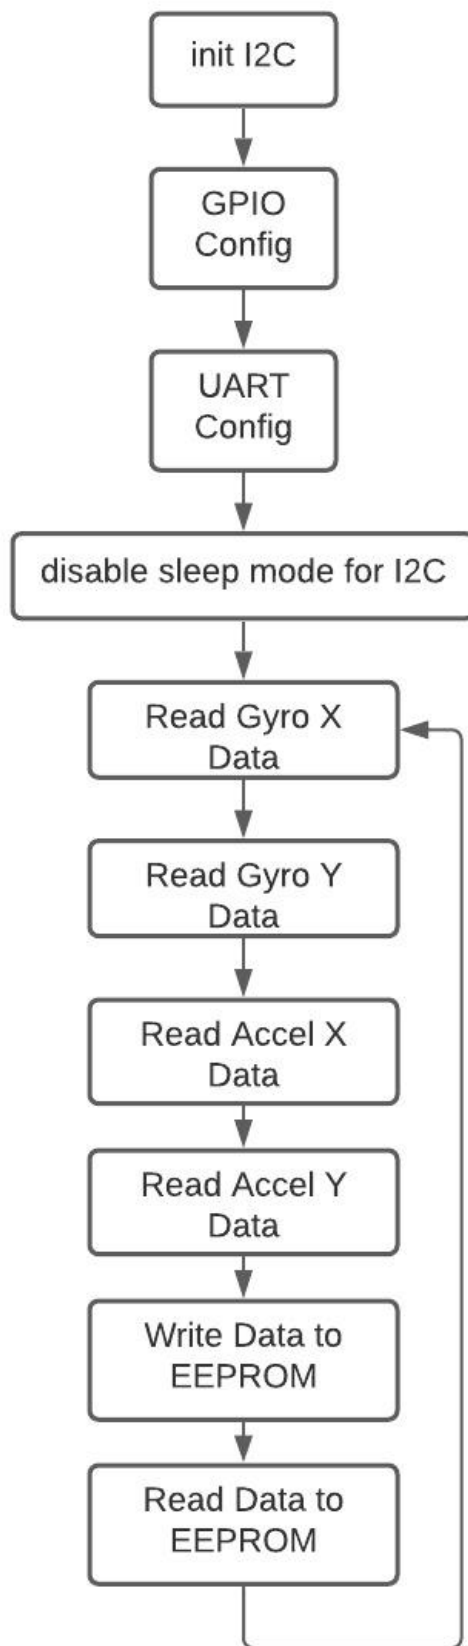 init I2C
GPIO
Config
UART
Config
disable sleep mode for I2C
Read Gyro X
Data
Read Gyro Y
Data
Read Accel X
Data
Read Accel Y
Data
Write Data to
EEPROM
Read Data to
EEPROM